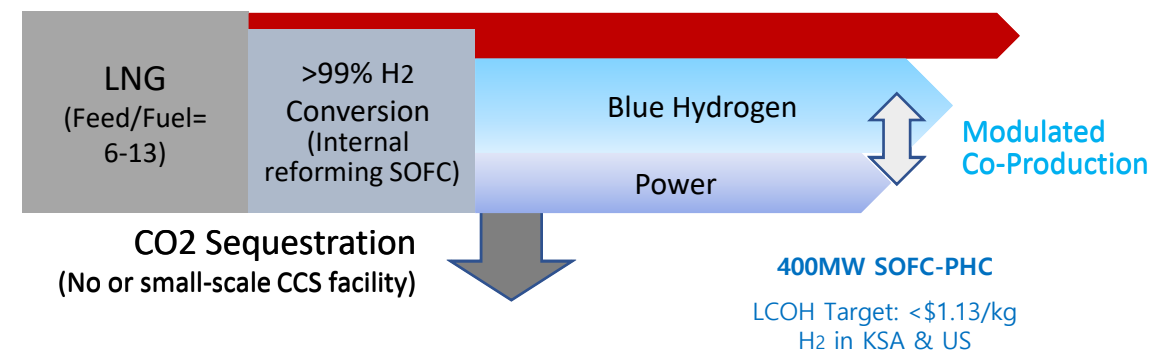 LNG
(Feed/Fuel=
6-13)
>99% H2
Conversion
(Internal
reforming SOFC)
Blue Hydrogen
Power
Modulated
Co-Production
CO2 Sequestration
(No or small-scale CCS facility)
400MW SOFC-PHC
LCOH Target: <$1.13/kg
H2 in KSA & US